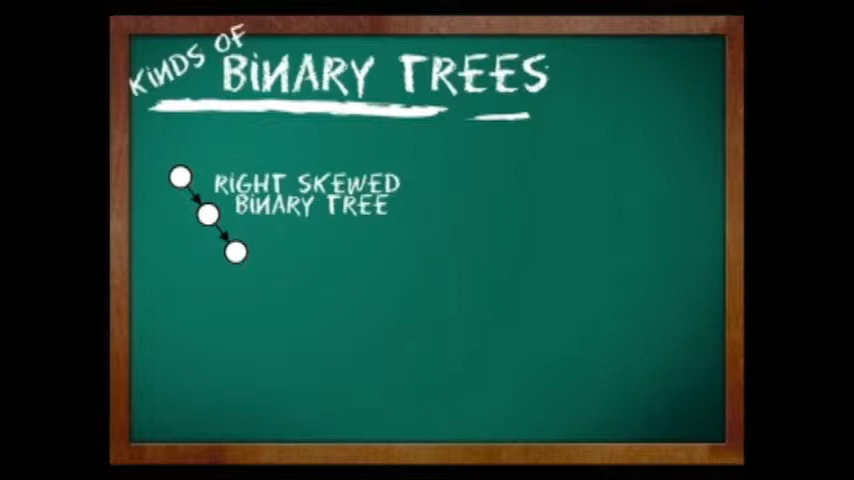 KINDS OF
BINARY TREES
RIGHT SKEWED
BINARY TREE